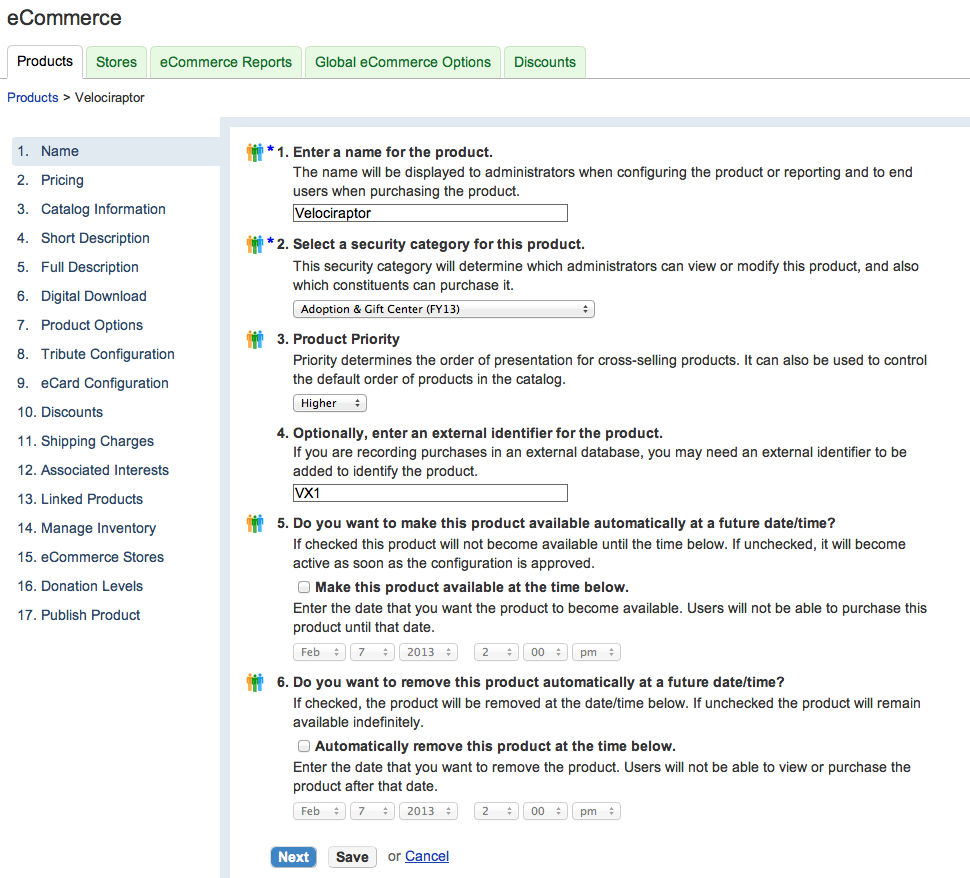 eCommerce
Products Stores eCommerce Reports Global eCommerce Options Discounts
Products > Velociraptor
1. Name
2. Pricing
3. Catalog Information
4. Short Description
5. Full Description
6. Digital Download
7. Product Options
8. Tribute Configuration
9. eCard Configuration
10. Discounts
11. Shipping Charges
12. Associated Interests
13. Linked Products
14. Manage Inventory
15. eCommerce Stores
16. Donation Levels
17. Publish Product
* 1. Enter a name for the product.
The name will be displayed to administrators when configuring the product or reporting and to end
users when purchasing the product.
Velociraptor
* 2. Select a security category for this product.
This security category will determine which administrators can view or modify this product, and also
which constituents can purchase it.
Adoption & Gift Center (FY13)
3. Product Priority
Priority determines the order of presentation for cross-selling products. It can also be used to control
the default order of products in the catalog.
Higher
4. Optionally, enter an external identifier for the product.
If you are recording purchases in an external database, you may need an external identifier to be
added to identify the product.
VX1
5. Do you want to make this product available automatically at a future date/time?
If checked this product will not become available until the time below. If unchecked, it will become
active as soon as the configuration is approved.
Make this product available at the time below.
Enter the date that you want the product to become available. Users will not be able to purchase this
product until that date.
Feb 7 2013 2 00 pm
6. Do you want to remove this product automatically at a future date/time?
If checked, the product will be removed at the date/time below. If unchecked the product will remain
available indefinitely.
Automatically remove this product at the time below.
Enter the date that you want to remove the product. Users will not be able to view or purchase the
product after that date.
Feb 7 2013 2 00 pm
Next Save or Cancel